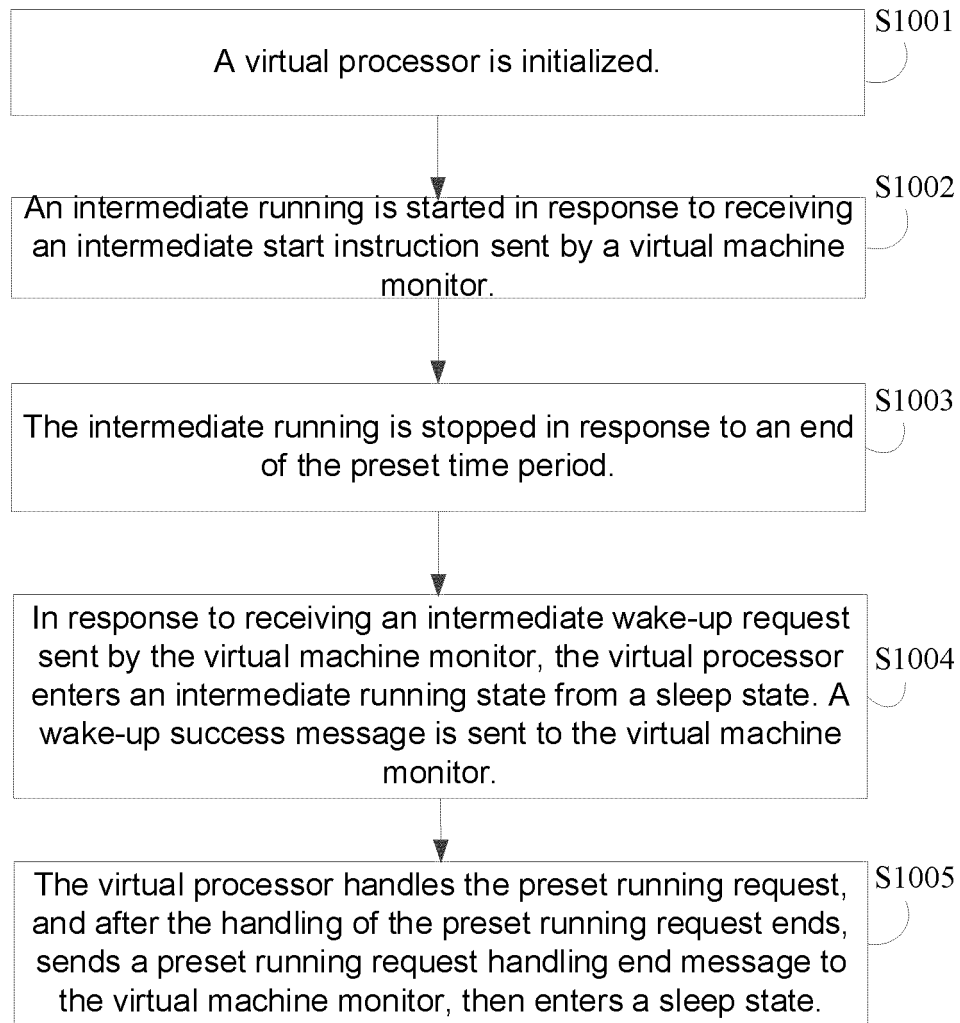 S1001
A virtual processor is initialized.
S1002
An intermediate running is started in response to receiving
an intermediate start instruction sent by a virtual machine
monitor.
S1003
The intermediate running is stopped in response to an end
of the preset time period.
S1004
In response to receiving an intermediate wake-up request
sent by the virtual machine monitor, the virtual processor
enters an intermediate running state from a sleep state. A
wake-up success message is sent to the virtual machine
monitor.
S1005
The virtual processor handles the preset running request,
and after the handling of the preset running request ends,
sends a preset running request handling end message to
the virtual machine monitor, then enters a sleep state.